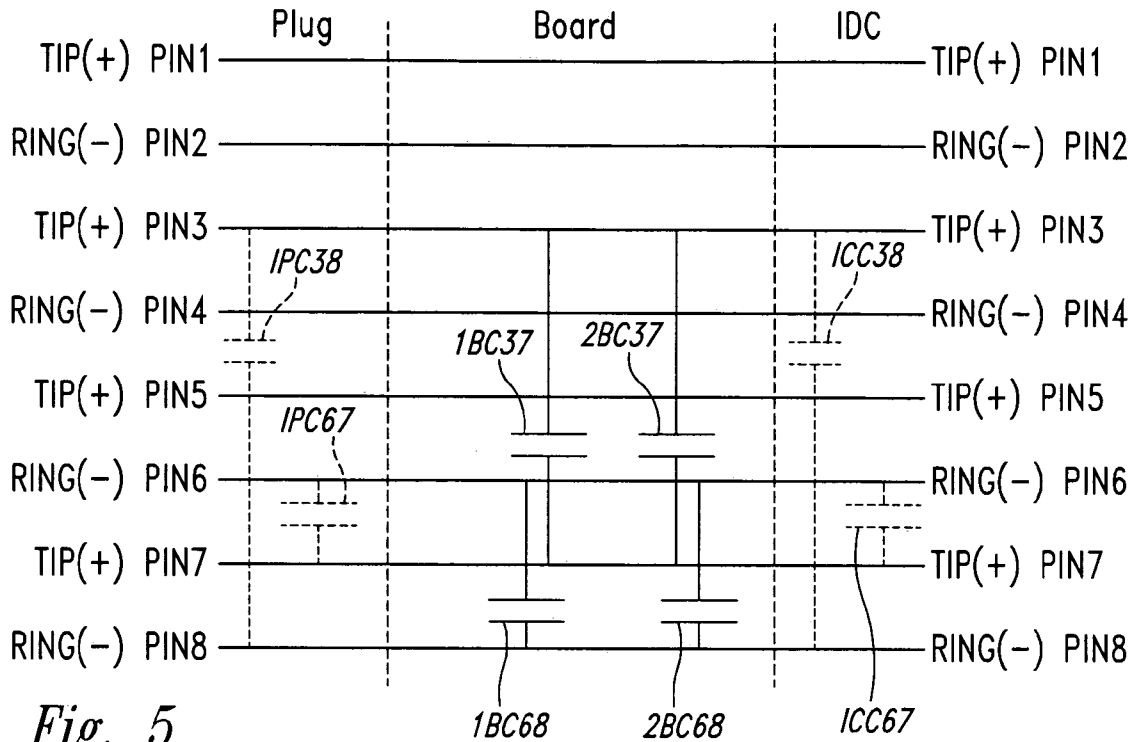 Plug Board IDC
TIP(+) PIN1 TIP(+) PIN1
RING(-) PIN2 RING(-) PIN2
TIP(+) PIN3 TIP(+) PIN3
IPC38 ICC38
RING(-) PIN4 RING(-) PIN4
1BC37 2BC37
TIP(+) PIN5 TIP(+) PIN5
IPC67
RING(-) PIN6 RING(-) PIN6
TIP(+) PIN7 TIP(+) PIN7
RING(-) PIN8 RING(-) PIN8
Fig. 5 1BC68 2BC68 ICC67